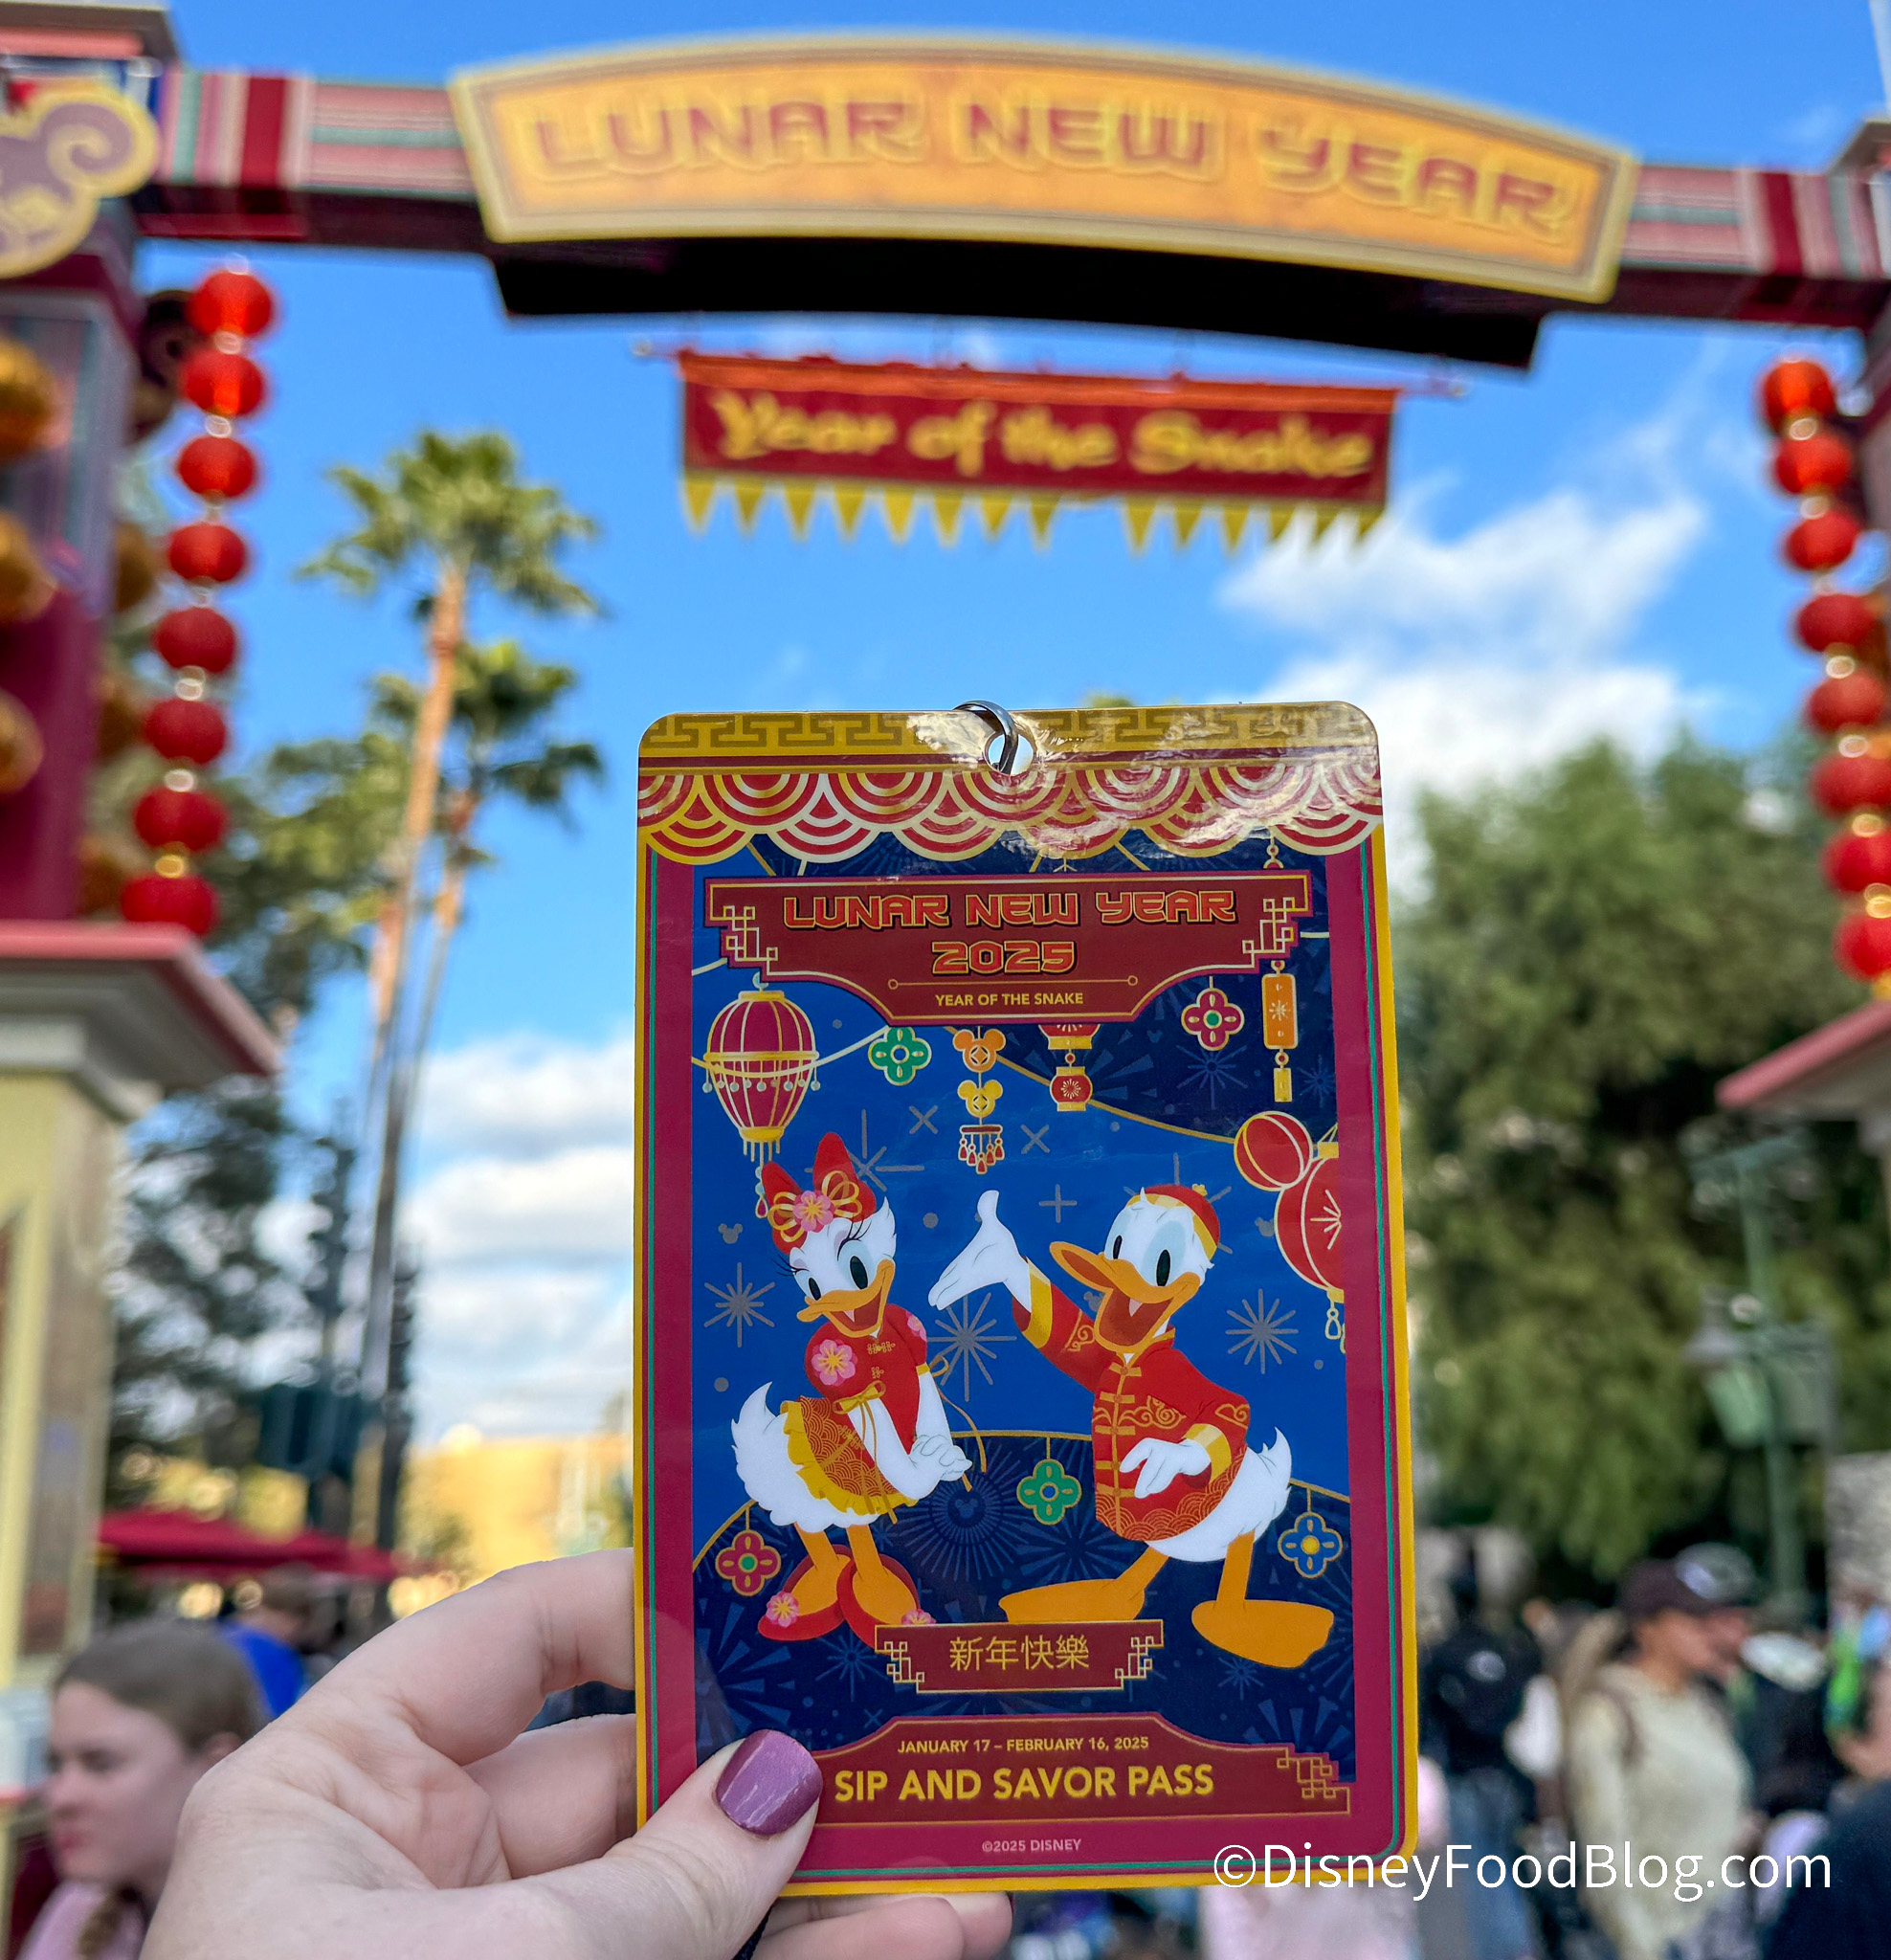 LUNAR NEW YEAR
Year of the Snake
LUNAR NEW YEAR
2025
YEAR OF THE SNAKE
新年快樂
JANUARY 17 – FEBRUARY 16, 2025
SIP AND SAVOR PASS
©2025 DISNEY
©DisneyFoodBlog.com